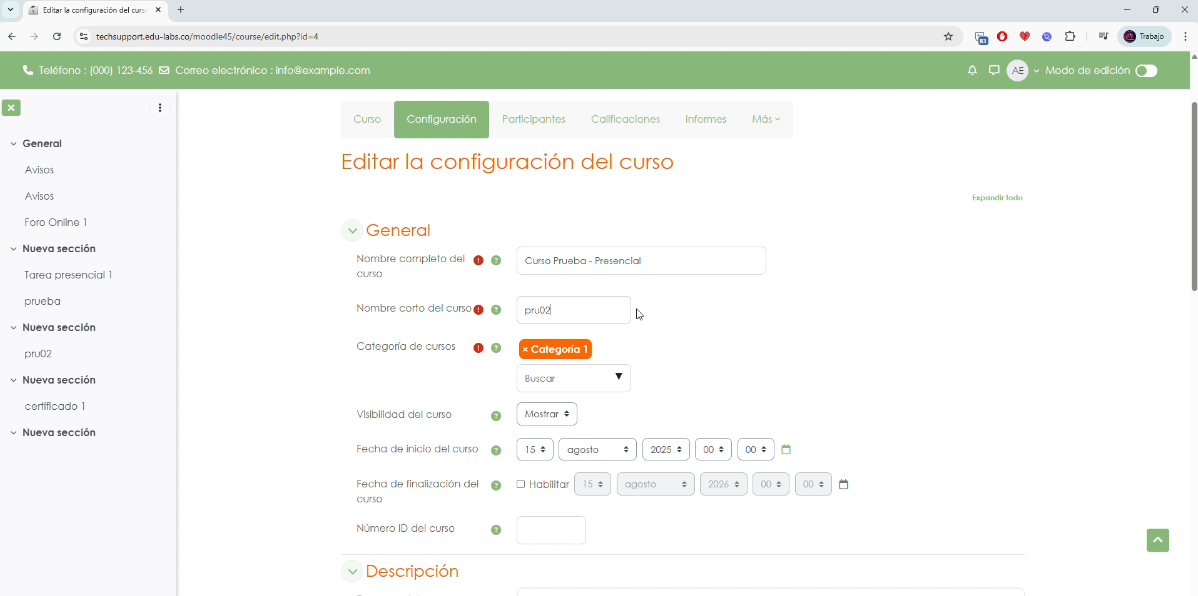 Editar la configuración del curso
techsupport.edu-labs.co/moodle45/course/edit.php?id=4
83
Trabajo
Teléfono : (000) 123-456 Correo electrónico : info@example.com
AE
Modo de edición
General
Avisos
Avisos
Foro Online 1
Nueva sección
Tarea presencial 1
prueba
Nueva sección
pru02
Nueva sección
certificado 1
Nueva sección
Curso Configuración Participantes Calificaciones Informes Más
Editar la configuración del curso
Expandir todo
General
Nombre completo del curso ! ? Curso Prueba - Presencial
Nombre corto del curso ! ? pru02
Categoría de cursos ! ? × Categoría 1
Buscar ▼
Visibilidad del curso ? Mostrar
Fecha de inicio del curso ? 15 agosto 2025 00 00
Fecha de finalización del curso ? Habilitar 15 agosto 2026 00 00
Número ID del curso ?
Descripción